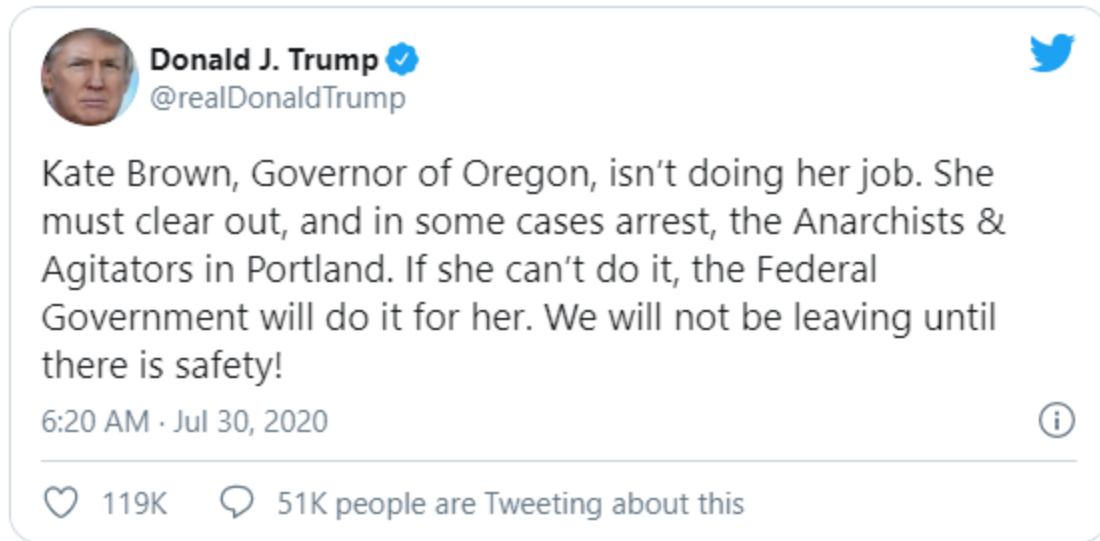 Donald J. Trump
@realDonaldTrump
Kate Brown, Governor of Oregon, isn’t doing her job. She
must clear out, and in some cases arrest, the Anarchists &
Agitators in Portland. If she can’t do it, the Federal
Government will do it for her. We will not be leaving until
there is safety!
6:20 AM · Jul 30, 2020
119K 51K people are Tweeting about this